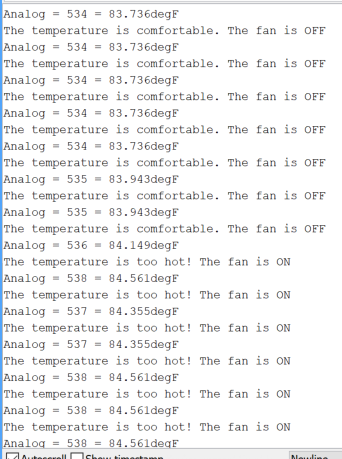 Analog = 534 = 83.736degF
The temperature is comfortable. The fan is OFF
Analog = 534 = 83.736degF
The temperature is comfortable. The fan is OFF
Analog = 534 = 83.736degF
The temperature is comfortable. The fan is OFF
Analog = 534 = 83.736degF
The temperature is comfortable. The fan is OFF
Analog = 534 = 83.736degF
The temperature is comfortable. The fan is OFF
Analog = 535 = 83.943degF
The temperature is comfortable. The fan is OFF
Analog = 535 = 83.943degF
The temperature is comfortable. The fan is OFF
Analog = 536 = 84.149degF
The temperature is too hot! The fan is ON
Analog = 538 = 84.561degF
The temperature is too hot! The fan is ON
Analog = 537 = 84.355degF
The temperature is too hot! The fan is ON
Analog = 537 = 84.355degF
The temperature is too hot! The fan is ON
Analog = 538 = 84.561degF
The temperature is too hot! The fan is ON
Analog = 538 = 84.561degF
The temperature is too hot! The fan is ON
Analog = 538 = 84.561degF
Autoscroll Show timestamp Newline